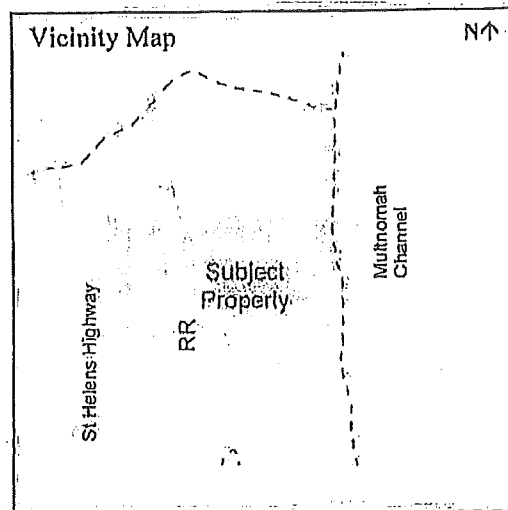 Vicinity Map
N↑
Multnomah
Channel
Subject
Property
St Helens Highway
RR